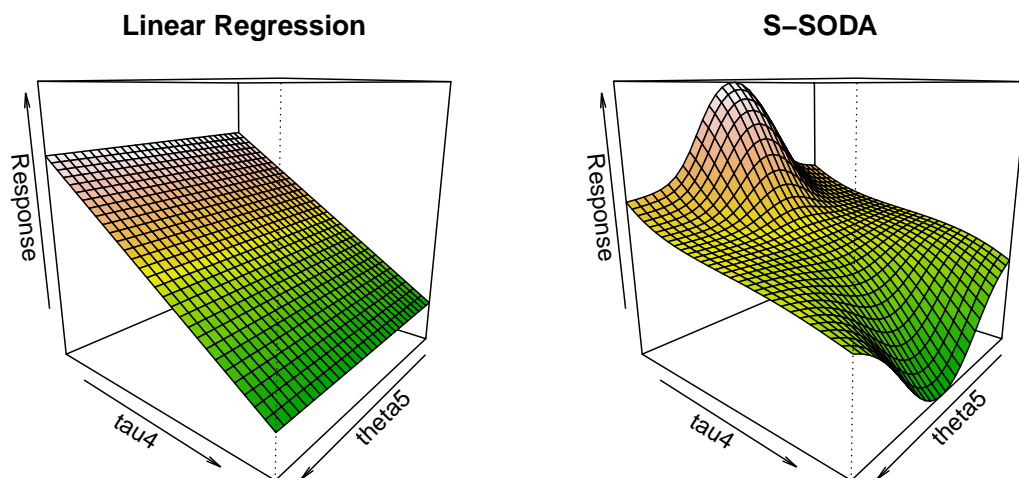 Linear Regression
Response
tau4
theta5
S−SODA
Response
tau4
theta5